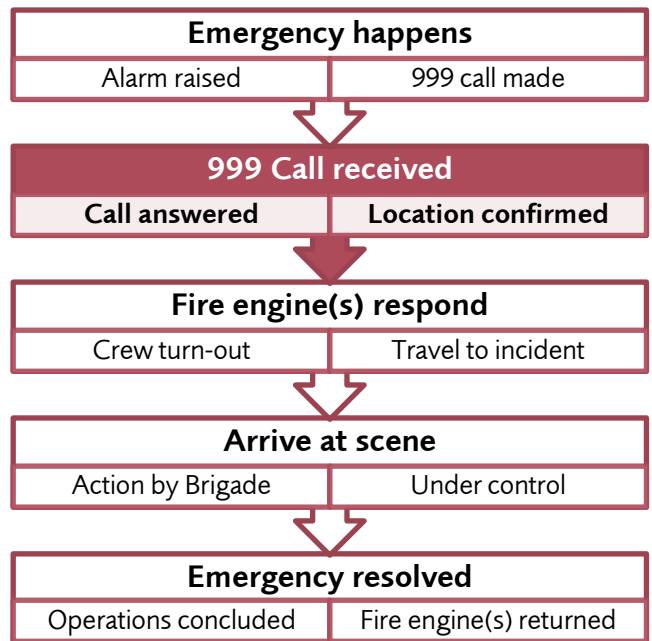 Emergency happens
Alarm raised 999 call made
999 Call received
Call answered Location confirmed
Fire engine(s) respond
Crew turn-out Travel to incident
Arrive at scene
Action by Brigade Under control
Emergency resolved
Operations concluded Fire engine(s) returned